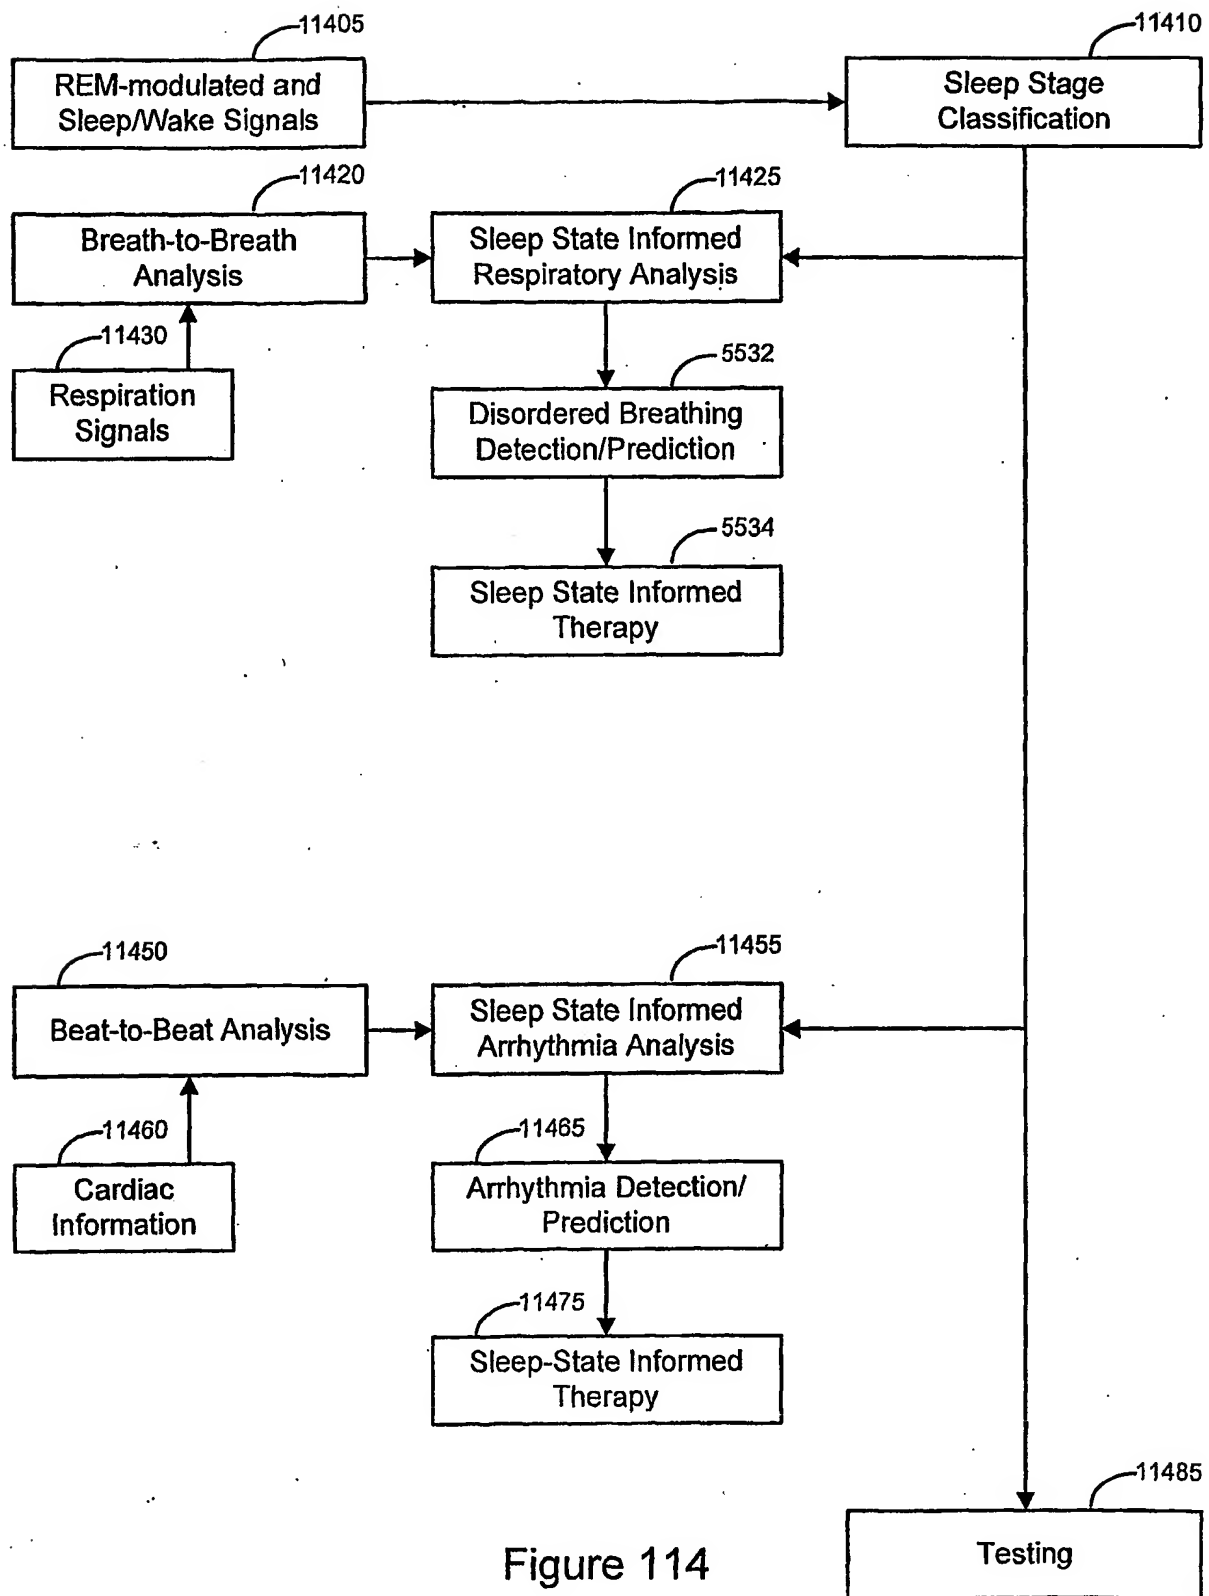 11405
11410
REM-modulated and
Sleep/Wake Signals
Sleep Stage
Classification
11420
11425
Breath-to-Breath
Analysis
Sleep State Informed
Respiratory Analysis
11430
Respiration
Signals
5532
Disordered Breathing
Detection/Prediction
5534
Sleep State Informed
Therapy
11450
11455
Beat-to-Beat Analysis
Sleep State Informed
Arrhythmia Analysis
11460
Cardiac
Information
11465
Arrhythmia Detection/
Prediction
11475
Sleep-State Informed
Therapy
11485
Testing
Figure 114